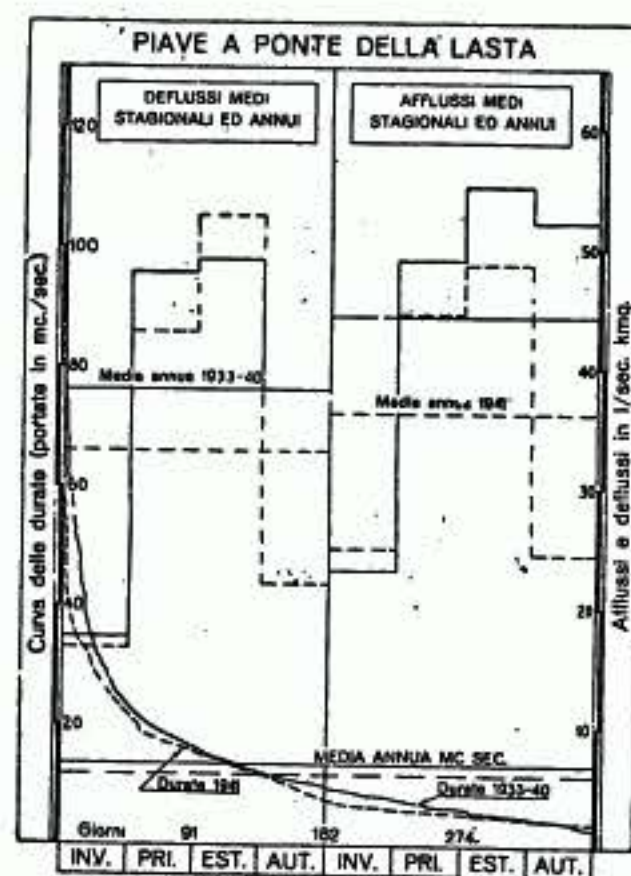 PIAVE A PONTE DELLA LASTA
DEFLUSSI MEDI
STAGIONALI ED ANNUI
AFFLUSSI MEDI
STAGIONALI ED ANNUI
Curva delle durate (portate in mc./sec.)
120
100
80
60
40
20
60
50
40
30
20
10
Afflussi e deflussi in l/sec. kmq.
Media annua 1933-40
Media annua 1941
MEDIA ANNUA MC SEC.
Durate 1941
Durate 1933-40
Giorni 91 182 274
INV. PRI. EST. AUT. INV. PRI. EST. AUT.